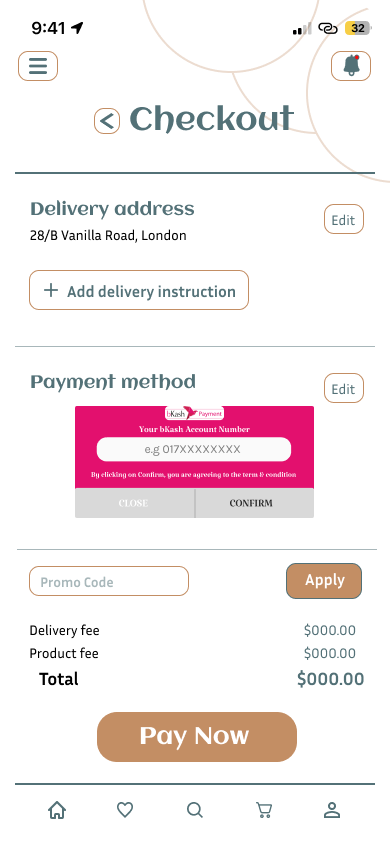 9:41
32
Checkout
Delivery address
Edit
28/B Vanilla Road, London
+ Add delivery instruction
Payment method
Edit
bKash Payment
Your bKash Account Number
e.g 017XXXXXXXX
By clicking on Confirm, you are agreeing to the term & condition
CLOSE
CONFIRM
Promo Code
Apply
Delivery fee $000.00
Product fee $000.00
Total $000.00
Pay Now